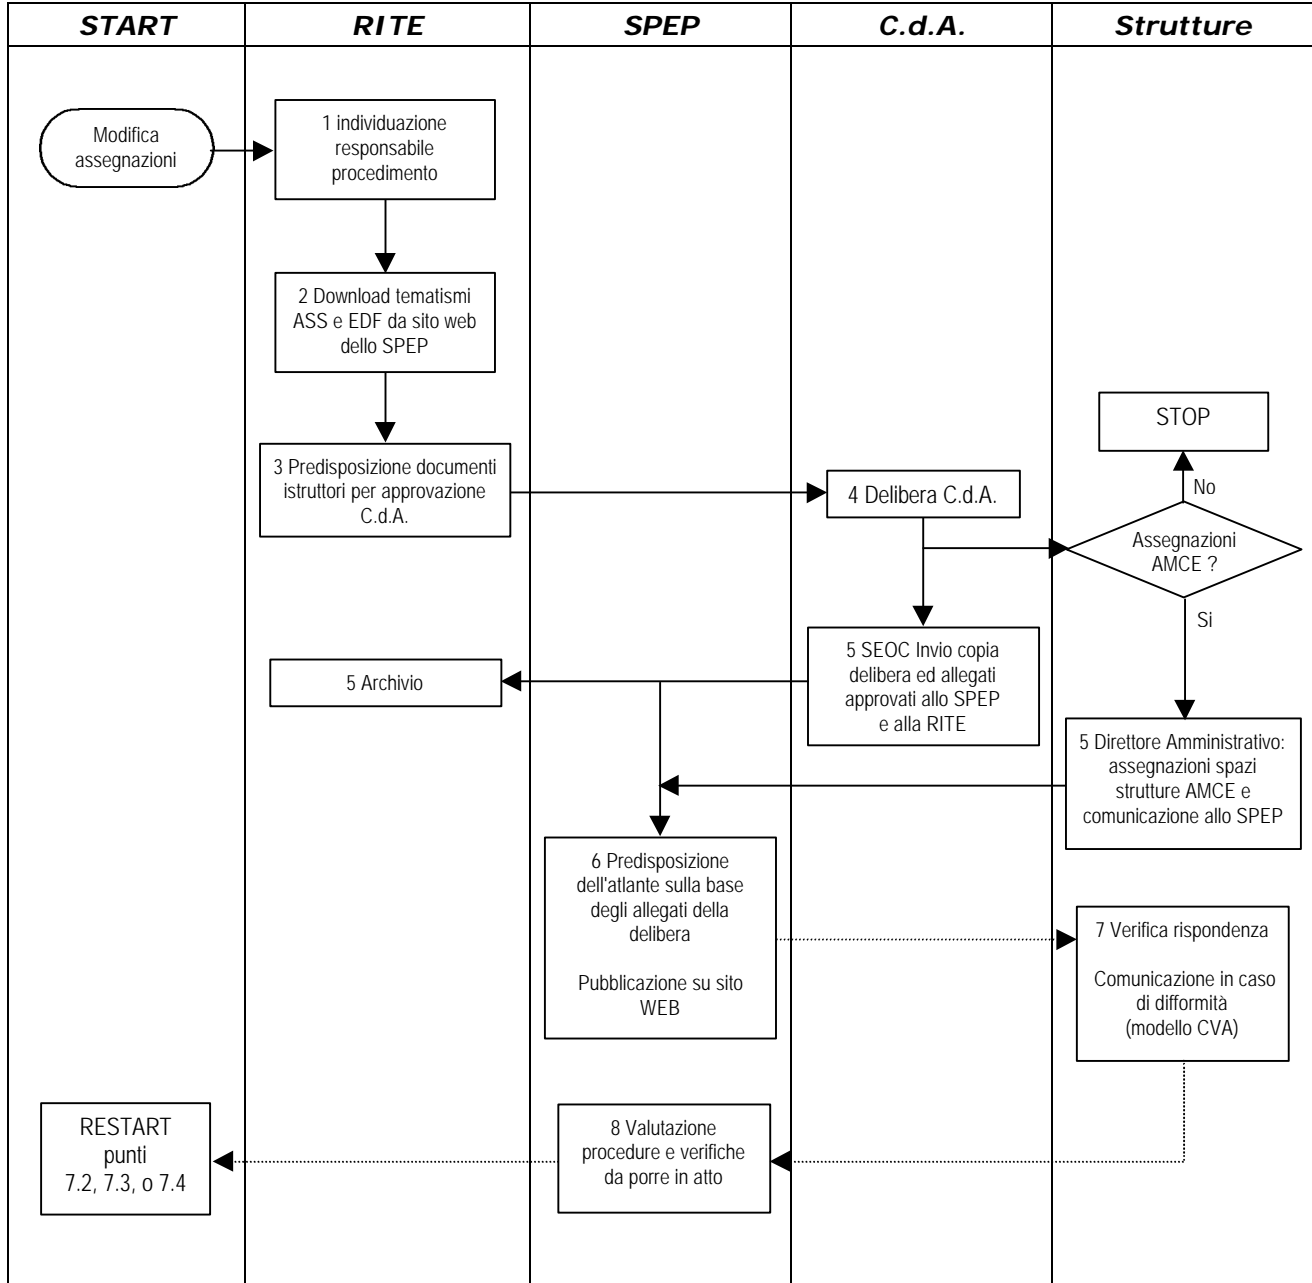 START
RITE
SPEP
C.d.A.
Strutture
Modifica
assegnazioni
1 individuazione
responsabile
procedimento
2 Download tematismi
ASS e EDF da sito web
dello SPEP
3 Predisposizione documenti
istruttori per approvazione
C.d.A.
4 Delibera C.d.A.
STOP
No
Assegnazioni
AMCE ?
Si
5 SEOC Invio copia
delibera ed allegati
approvati allo SPEP
e alla RITE
5 Archivio
5 Direttore Amministrativo:
assegnazioni spazi
strutture AMCE e
comunicazione allo SPEP
6 Predisposizione
dell'atlante sulla base
degli allegati della
delibera
Pubblicazione su sito
WEB
7 Verifica rispondenza
Comunicazione in caso
di difformità
(modello CVA)
8 Valutazione
procedure e verifiche
da porre in atto
RESTART
punti
7.2, 7.3, o 7.4